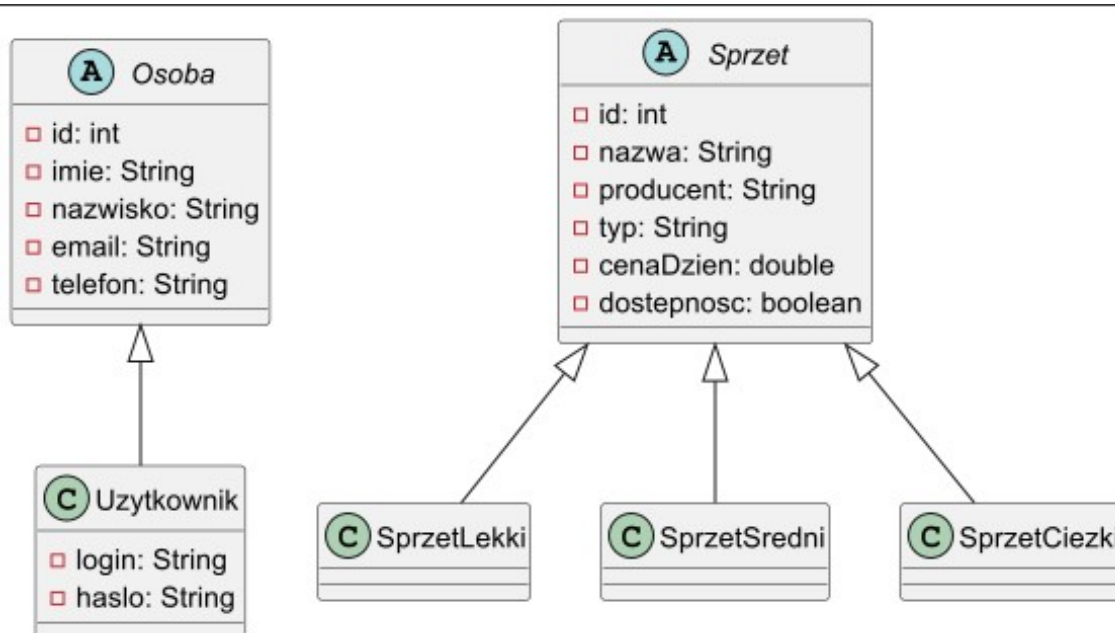 A Osoba
id: int
imie: String
nazwisko: String
email: String
telefon: String
A Sprzet
id: int
nazwa: String
producent: String
typ: String
cenaDzien: double
dostepnosc: boolean
C Uzytkownik
login: String
haslo: String
C SprzetLekki
C SprzetSredni
C SprzetCiezki